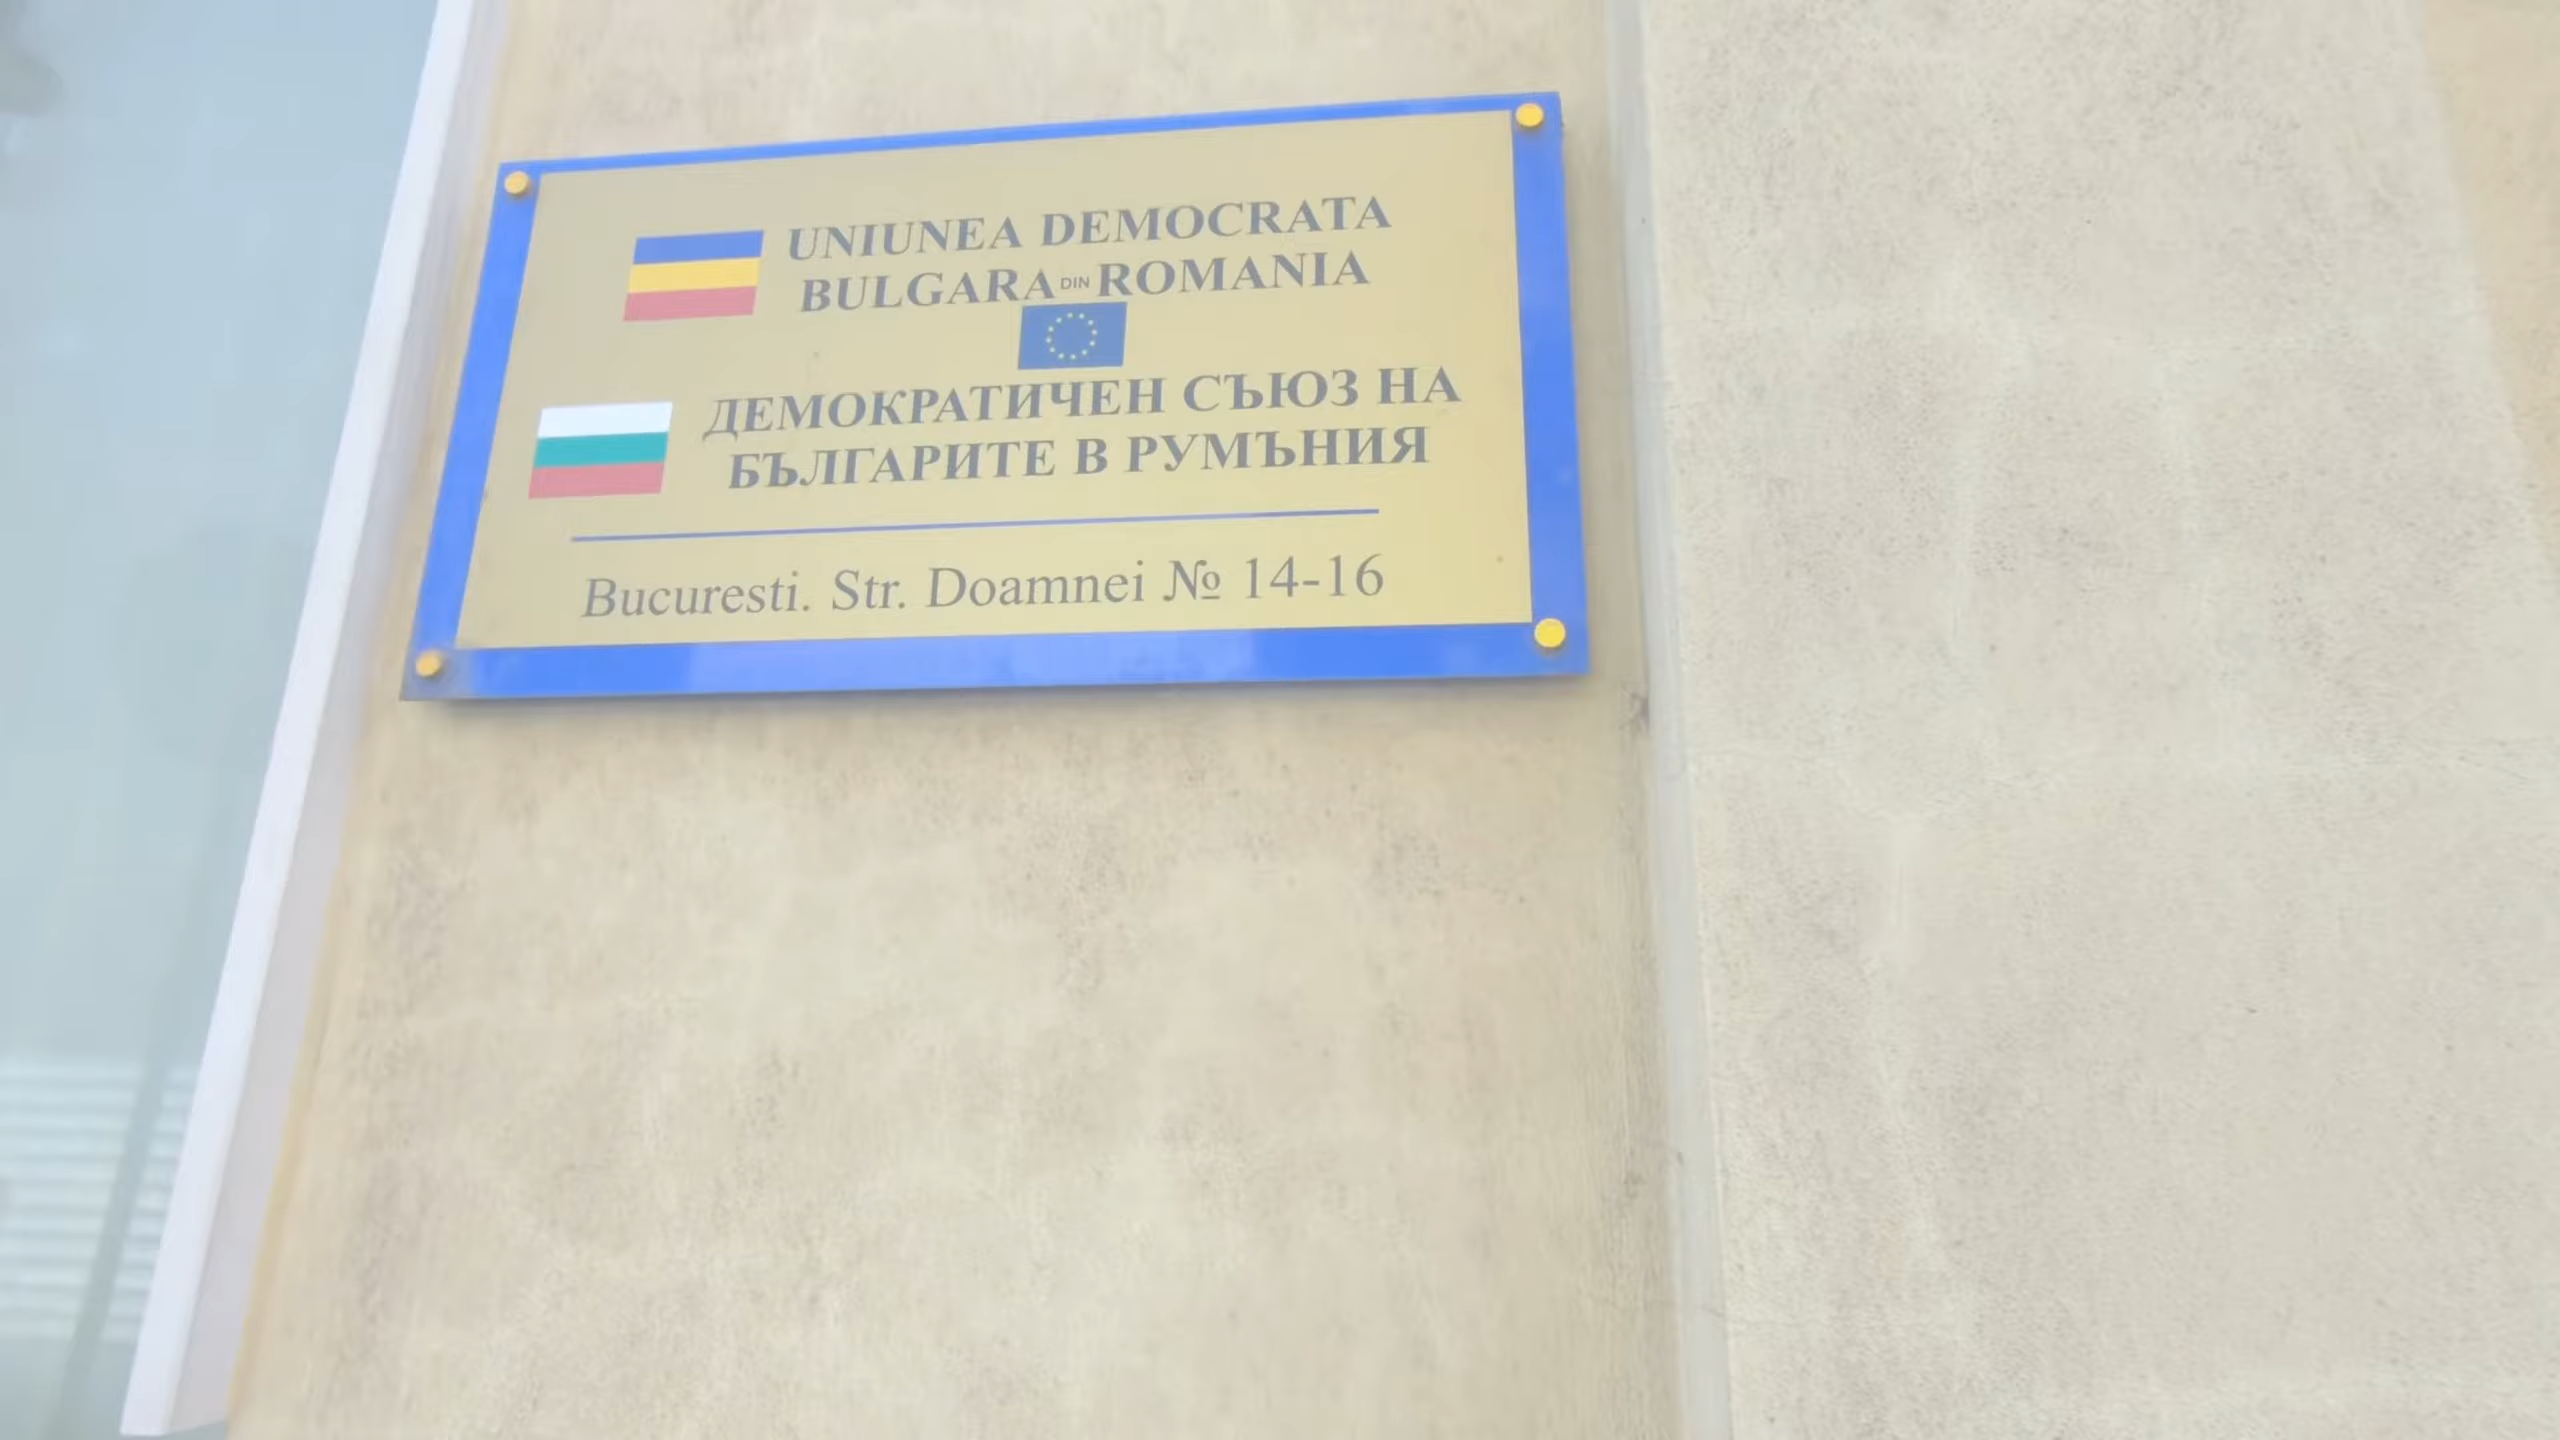 UNIUNEA DEMOCRATA
BULGARA DIN ROMANIA
ДЕМОКРАТИЧЕН СЪЮЗ НА
БЪЛГАРИТЕ В РУМЪНИЯ
Bucuresti. Str. Doamnei № 14-16